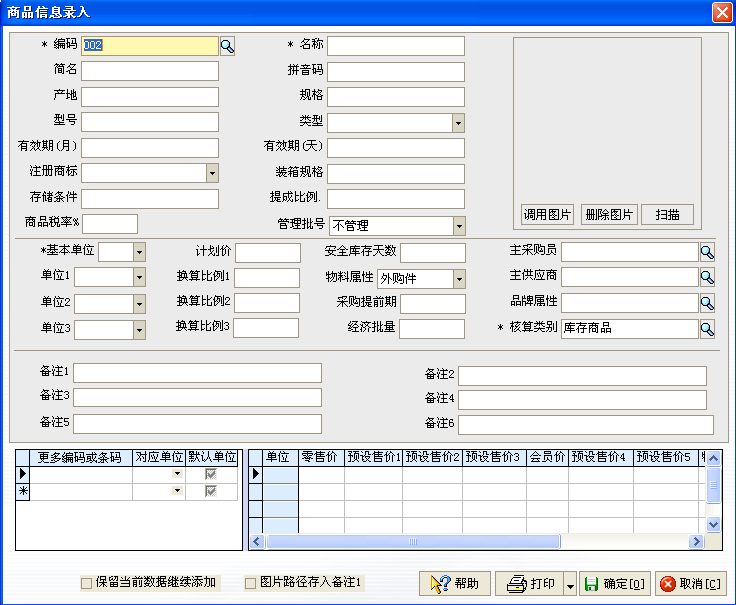 商品信息录入
* 编码 002 * 名称
简名 拼音码
产地 规格
型号 类型
有效期(月) 有效期(天)
注册商标 装箱规格
存储条件 提成比例.
调用图片 删除图片 扫描
商品税率% 管理批号 不管理
*基本单位 计划价 安全库存天数 主采购员
单位1 换算比例1 物料属性 外购件 主供应商
单位2 换算比例2 采购提前期 品牌属性
单位3 换算比例3 经济批量 * 核算类别 库存商品
备注1 备注2
备注3 备注4
备注5 备注6
更多编码或条码 对应单位 默认单位 单位 零售价 预设售价1 预设售价2 预设售价3 会员价 预设售价4 预设售价5
保留当前数据继续添加 图片路径存入备注1 帮助 打印 确定[O] 取消[C]